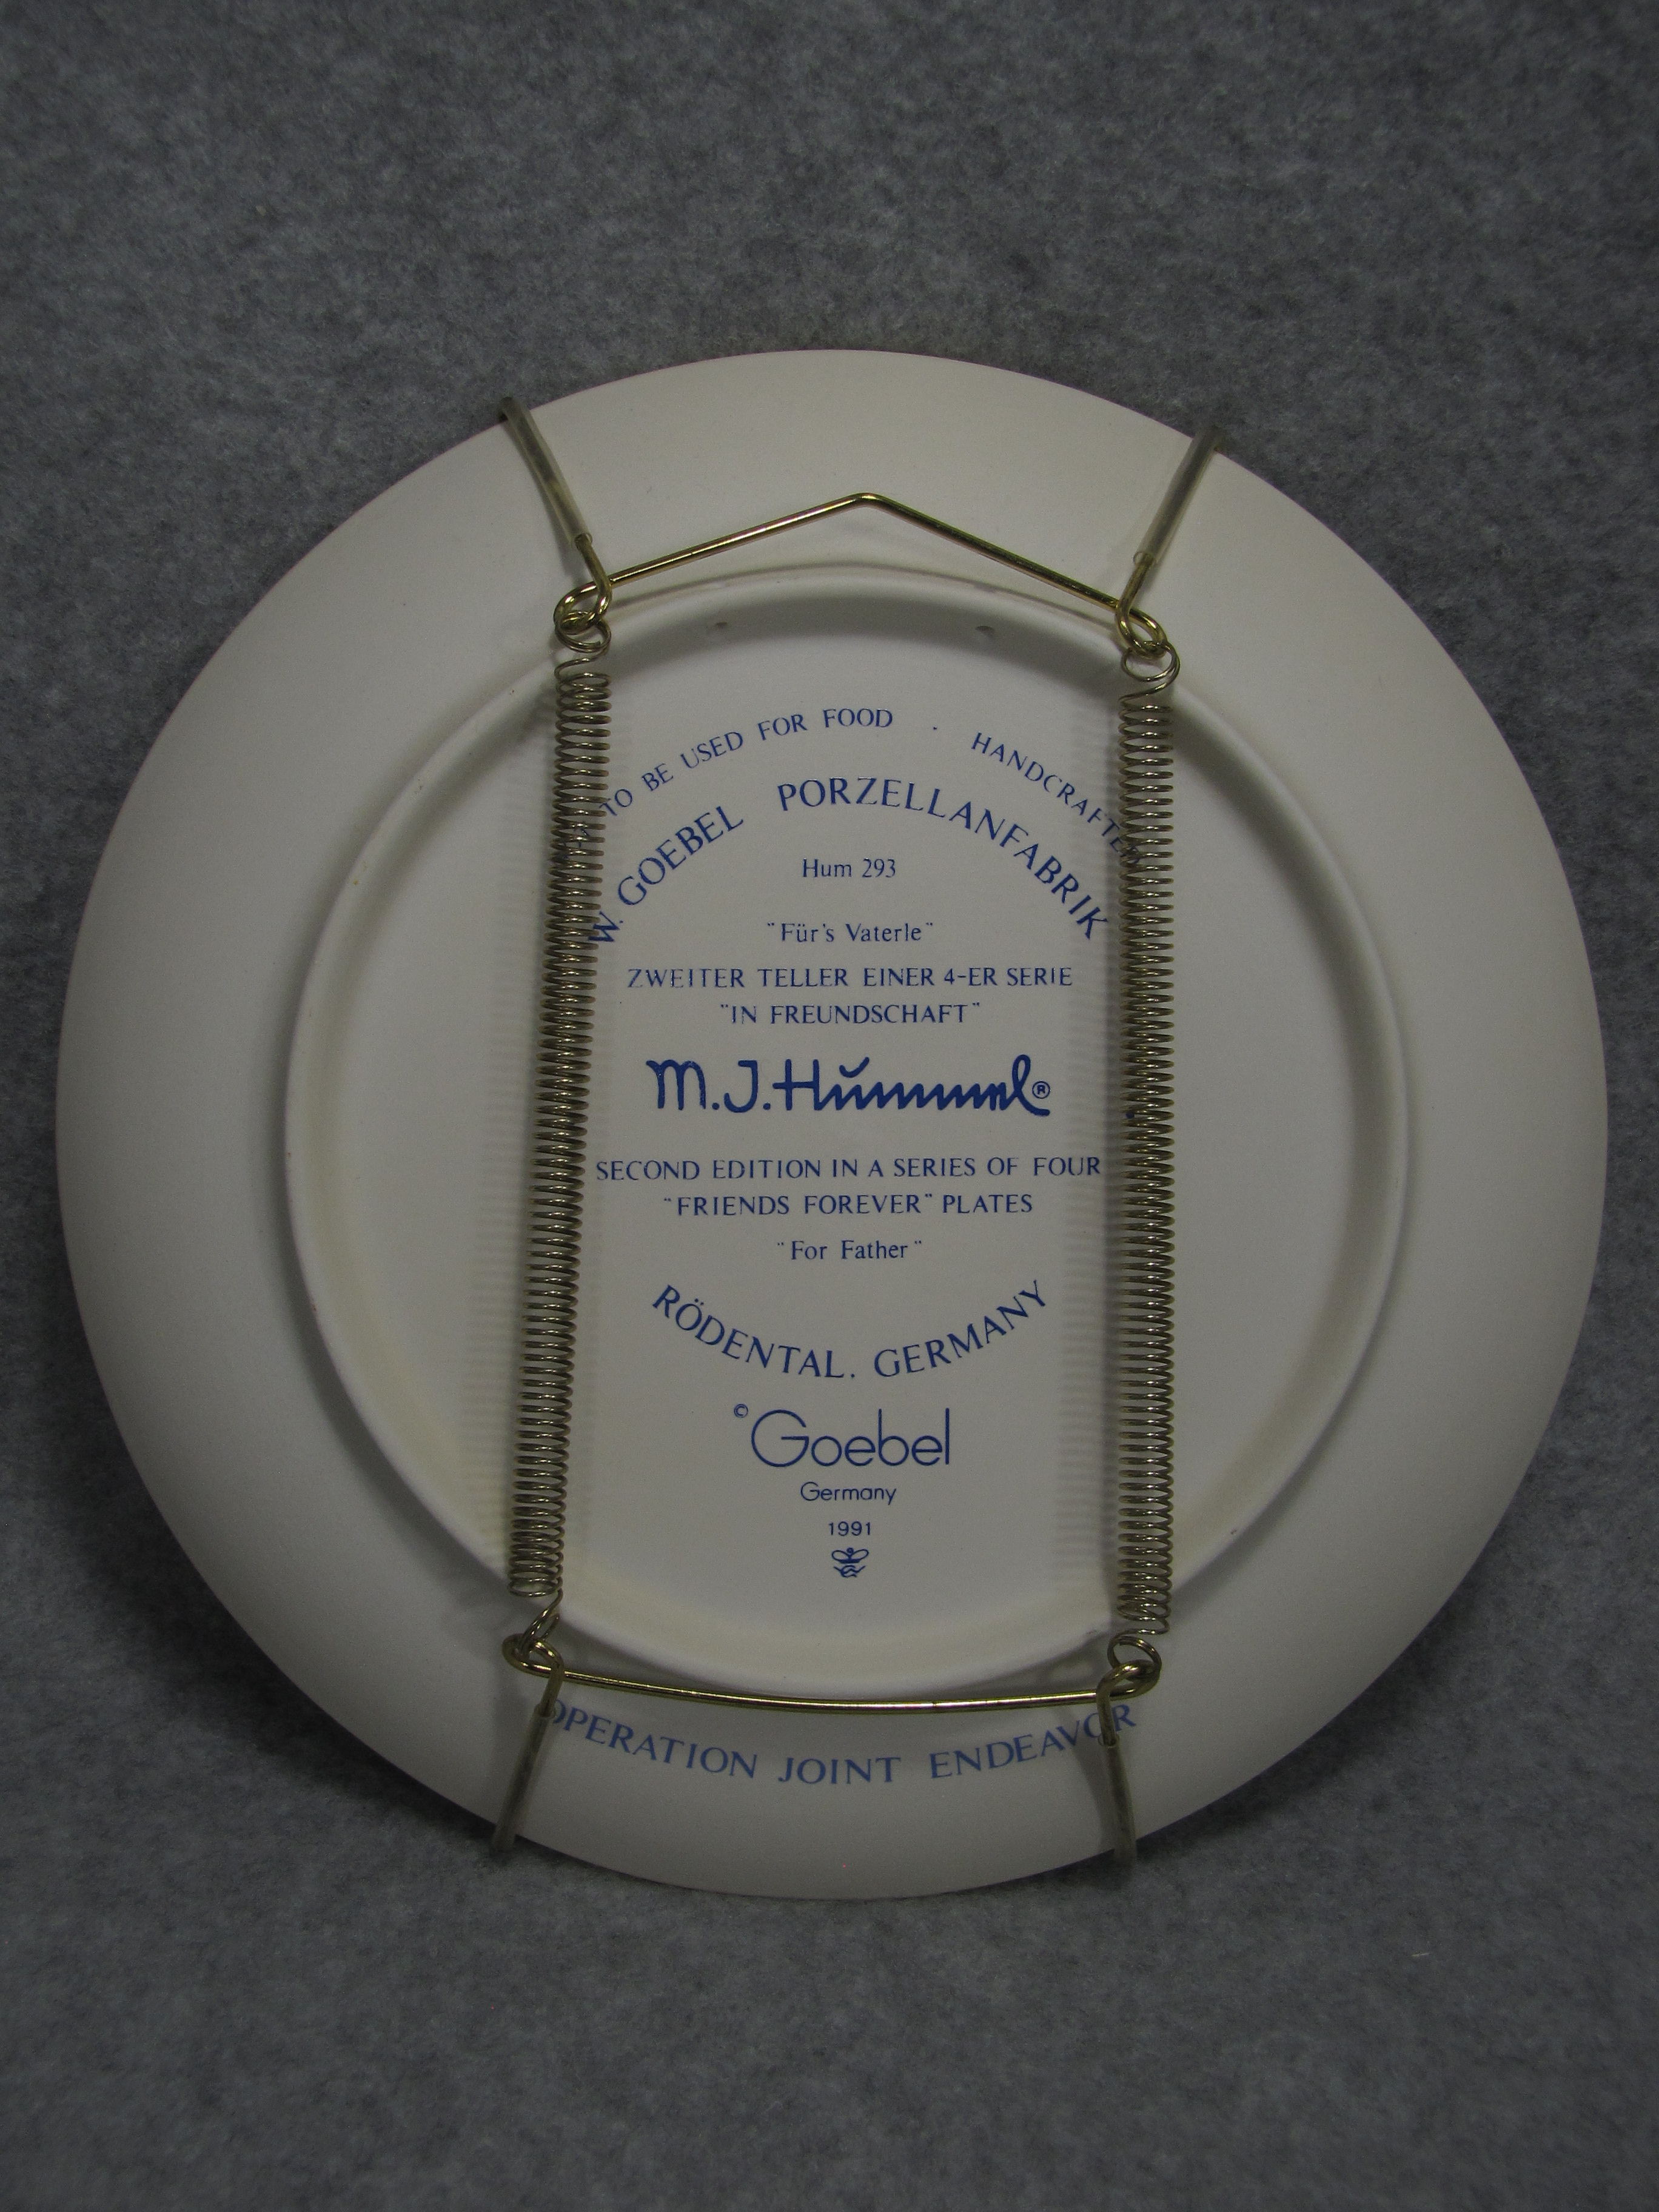 TO BE USED FOR FOOD · HANDCRAFTED
W. GOEBEL PORZELLANFABRIK
Hum 293
"Für's Vaterle"
ZWEITER TELLER EINER 4-ER SERIE
"IN FREUNDSCHAFT"
M.J.Hummel®
SECOND EDITION IN A SERIES OF FOUR
"FRIENDS FOREVER" PLATES
"For Father"
RÖDENTAL, GERMANY
©Goebel
Germany
1991
OPERATION JOINT ENDEAVOR